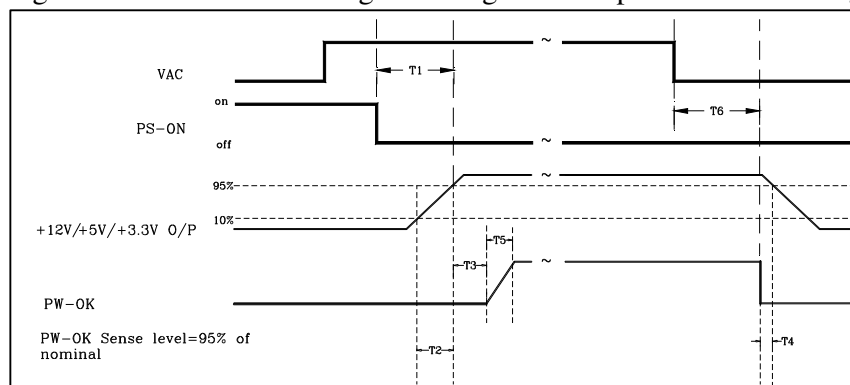 VAC
T1
~
on
T6
PS-ON
off
~
95%
~
10%
+12V/+5V/+3.3V O/P
T5
T3
~
PW-OK
PW-OK Sense level=95% of
nominal
T2
T4